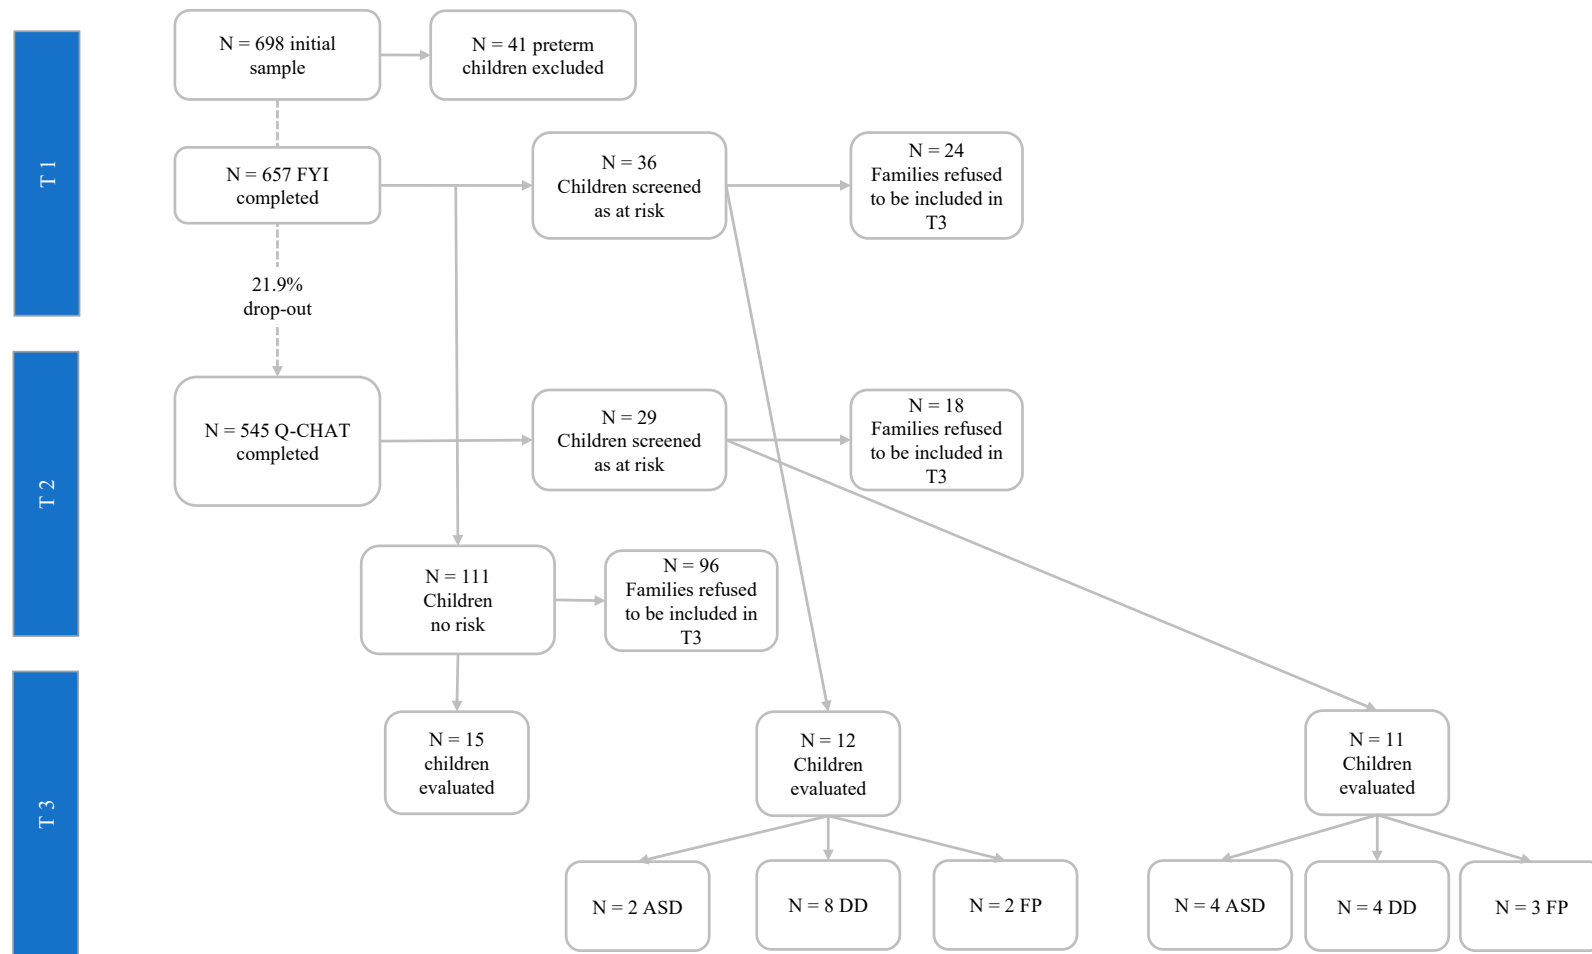 T 1
N = 698 initial
sample
N = 41 preterm
children excluded
N = 657 FYI
completed
N = 36
Children screened
as at risk
N = 24
Families refused
to be included in
T3
21.9%
drop-out
T 2
N = 545 Q-CHAT
completed
N = 29
Children screened
as at risk
N = 18
Families refused
to be included in
T3
N = 111
Children
no risk
N = 96
Families refused
to be included in
T3
T 3
N = 15
children
evaluated
N = 12
Children
evaluated
N = 11
Children
evaluated
N = 2 ASD
N = 8 DD
N = 2 FP
N = 4 ASD
N = 4 DD
N = 3 FP